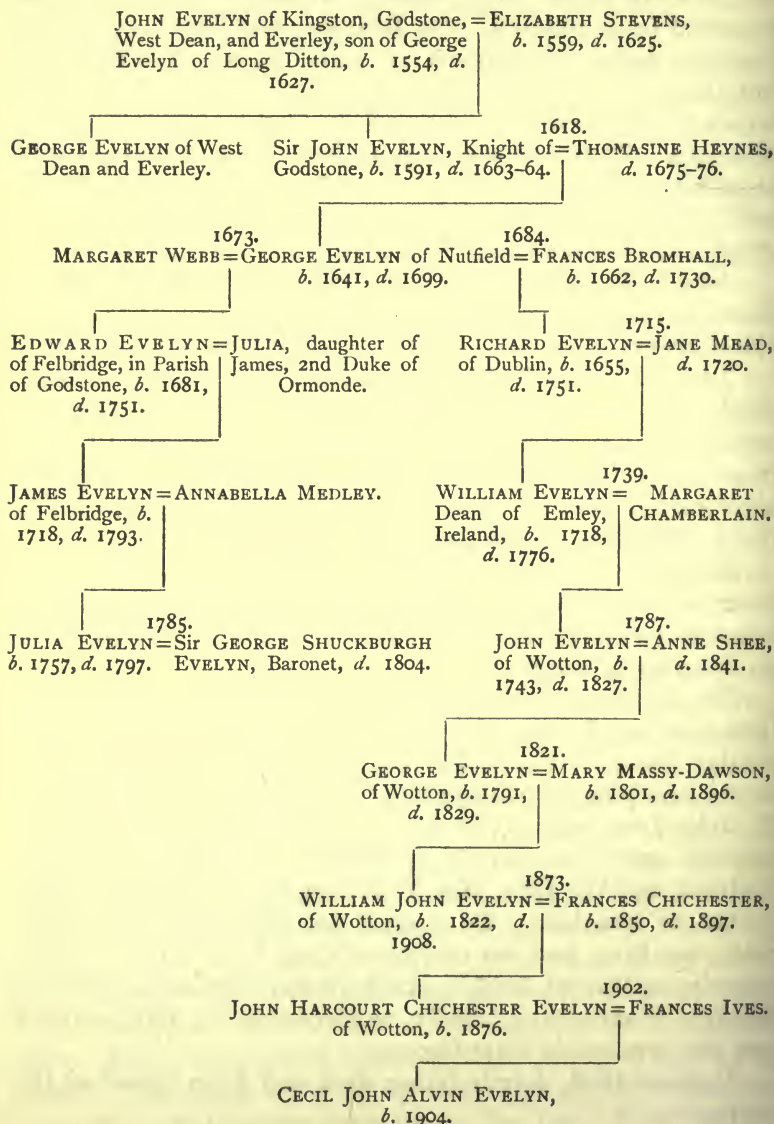 JOHN EVELYN of Kingston, Godstone, = ELIZABETH STEVENS,
West Dean, and Everley, son of George b. 1559, d. 1625.
Evelyn of Long Ditton, b. 1554, d.
1627.
1618.
GEORGE EVELYN of West Sir JOHN EVELYN, Knight of = THOMASINE HEYNES,
Dean and Everley. Godstone, b. 1591, d. 1663-64. d. 1675-76.
1673. 1684.
MARGARET WEBB = GEORGE EVELYN of Nutfield = FRANCES BROMHALL,
b. 1641, d. 1699. b. 1662, d. 1730.
1715.
EDWARD EVELYN = JULIA, daughter of RICHARD EVELYN = JANE MEAD,
of Felbridge, in Parish James, 2nd Duke of of Dublin, b. 1655, d. 1720.
of Godstone, b. 1681, Ormonde. d. 1751.
d. 1751.
1739.
JAMES EVELYN = ANNABELLA MEDLEY. WILLIAM EVELYN = MARGARET
of Felbridge, b. Dean of Emley, CHAMBERLAIN.
1718, d. 1793. Ireland, b. 1718,
d. 1776.
1785. 1787.
JULIA EVELYN = Sir GEORGE SHUCKBURGH JOHN EVELYN = ANNE SHEE,
b. 1757, d. 1797. EVELYN, Baronet, d. 1804. of Wotton, b. d. 1841.
1743, d. 1827.
1821.
GEORGE EVELYN = MARY MASSY-DAWSON,
of Wotton, b. 1791, b. 1801, d. 1896.
d. 1829.
1873.
WILLIAM JOHN EVELYN = FRANCES CHICHESTER,
of Wotton, b. 1822, d. b. 1850, d. 1897.
1908.
1902.
JOHN HARCOURT CHICHESTER EVELYN = FRANCES IVES.
of Wotton, b. 1876.
CECIL JOHN ALVIN EVELYN,
b. 1904.